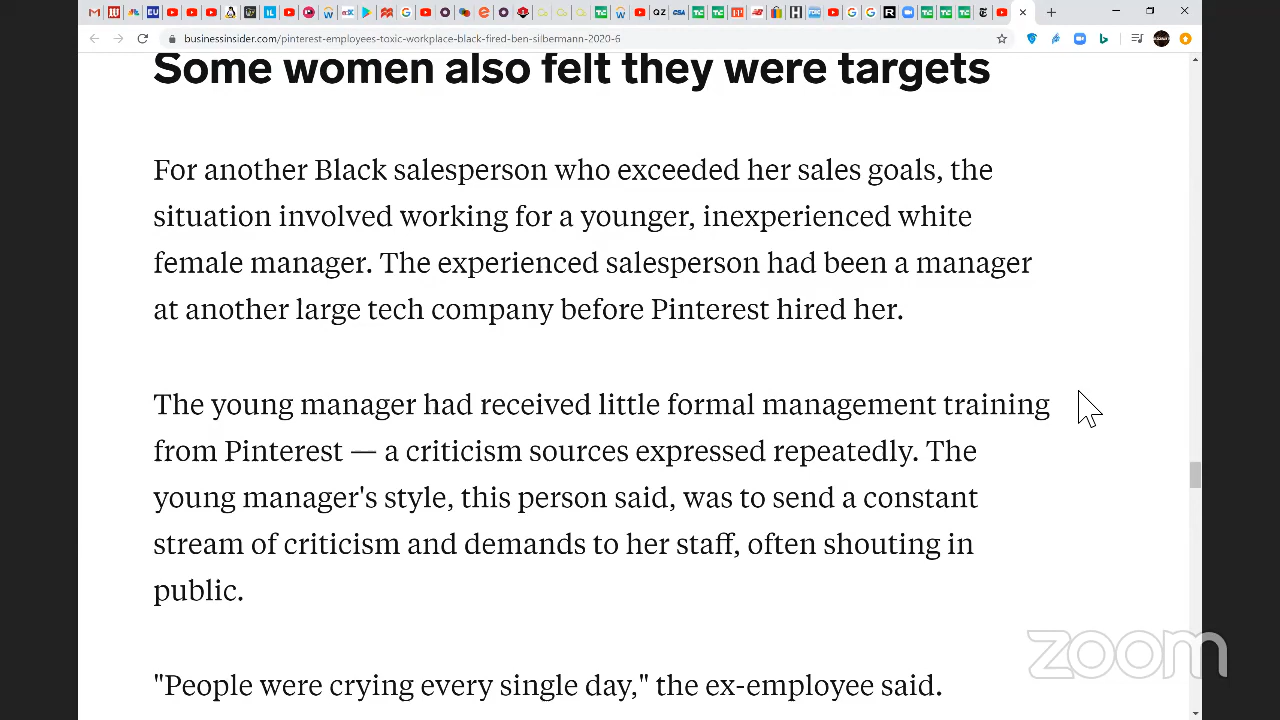 businessinsider.com/pinterest-employees-toxic-workplace-black-fired-ben-silbermann-2020-6
Some women also felt they were targets
For another Black salesperson who exceeded her sales goals, the
situation involved working for a younger, inexperienced white
female manager. The experienced salesperson had been a manager
at another large tech company before Pinterest hired her.
The young manager had received little formal management training
from Pinterest — a criticism sources expressed repeatedly. The
young manager's style, this person said, was to send a constant
stream of criticism and demands to her staff, often shouting in
public.
"People were crying every single day," the ex-employee said.
zoom